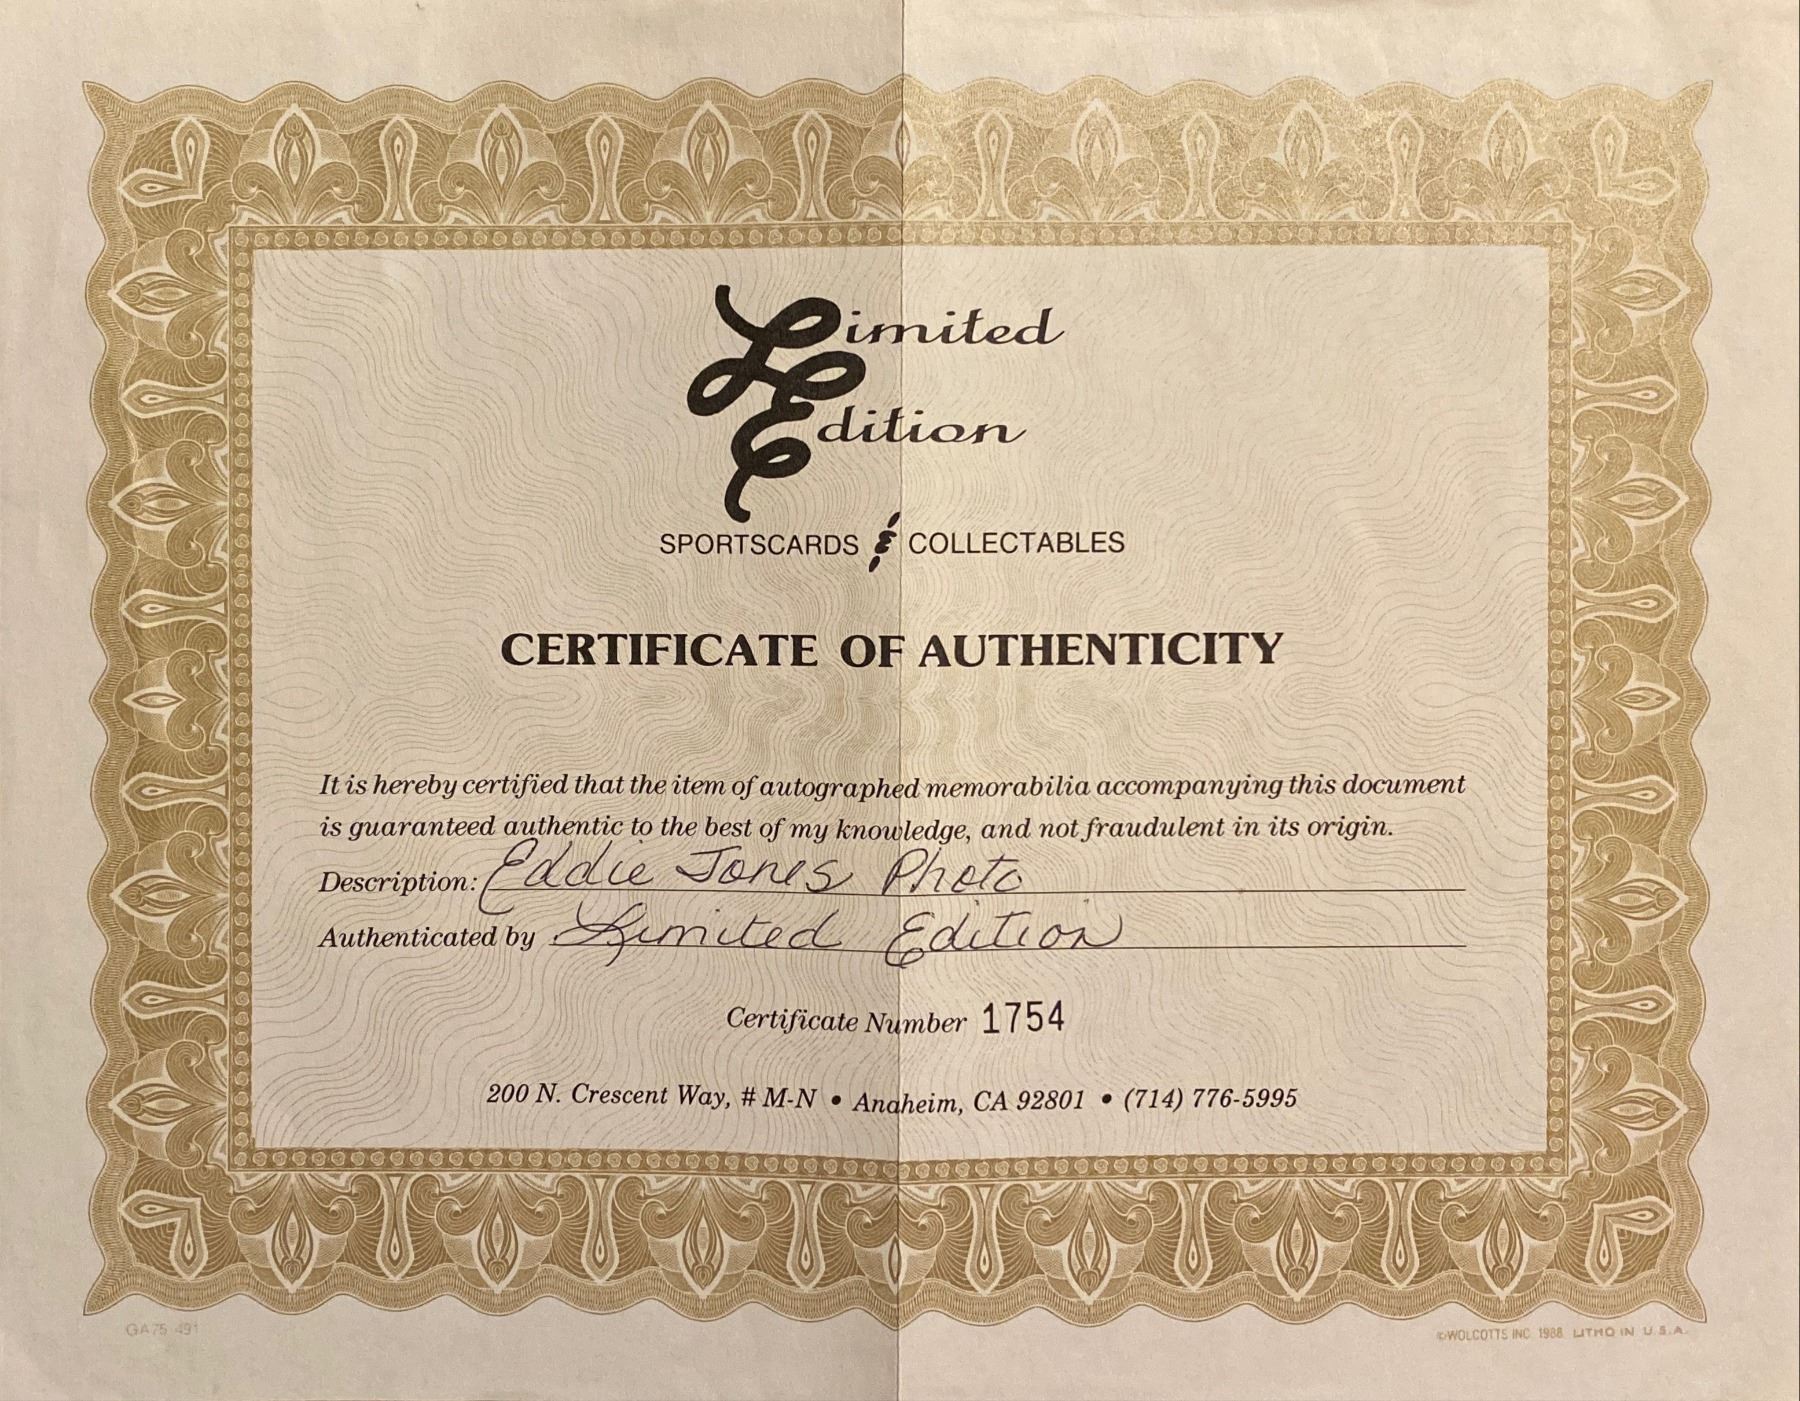 Limited
Edition
SPORTSCARDS & COLLECTABLES
CERTIFICATE OF AUTHENTICITY
It is hereby certified that the item of autographed memorabilia accompanying this document
is guaranteed authentic to the best of my knowledge, and not fraudulent in its origin.
Description: Eddie Jones Photo
Authenticated by Limited Edition
Certificate Number 1754
200 N. Crescent Way, # M-N • Anaheim, CA 92801 • (714) 776-5995
GA75 491
©WOLCOTTS INC. 1988 LITHO IN U.S.A.